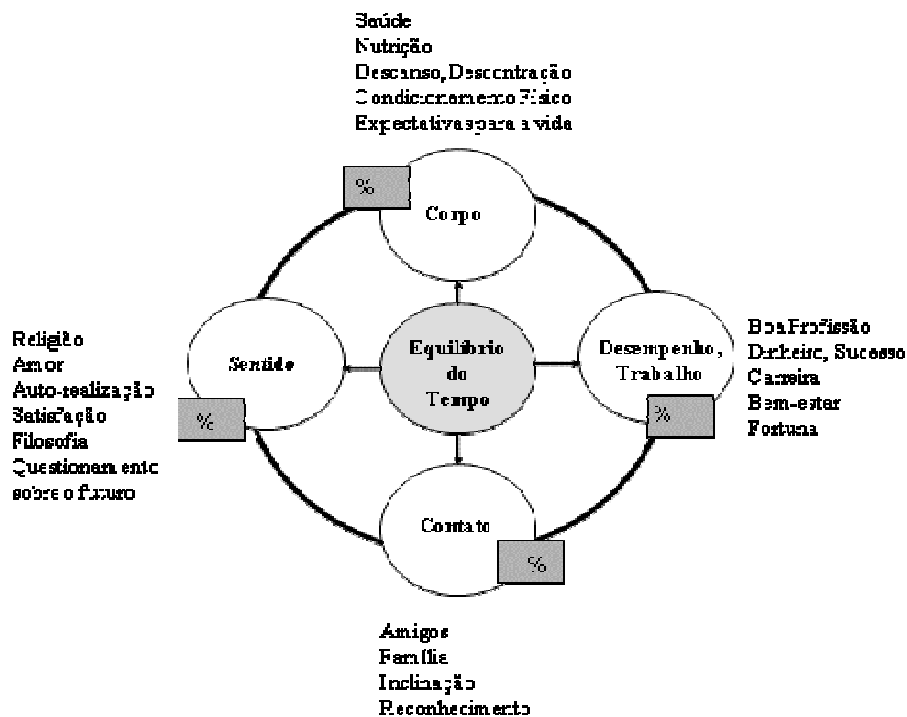 Saúde
Nutrição
Descanso, Descontração
Condicionamento Físico
Expectativas para a vida
%
Corpo
Religião
Amor
Auto-realização
Satisfação
Filosofia
Questionamento
sobre o futuro
Sentido
%
Equilíbrio
do
Tempo
Desempenho,
Trabalho
%
Boa Profissão
Dinheiro, Sucesso
Carreira
Bem-estar
Fortuna
Contato
%
Amigos
Família
Inclinação
Reconhecimento